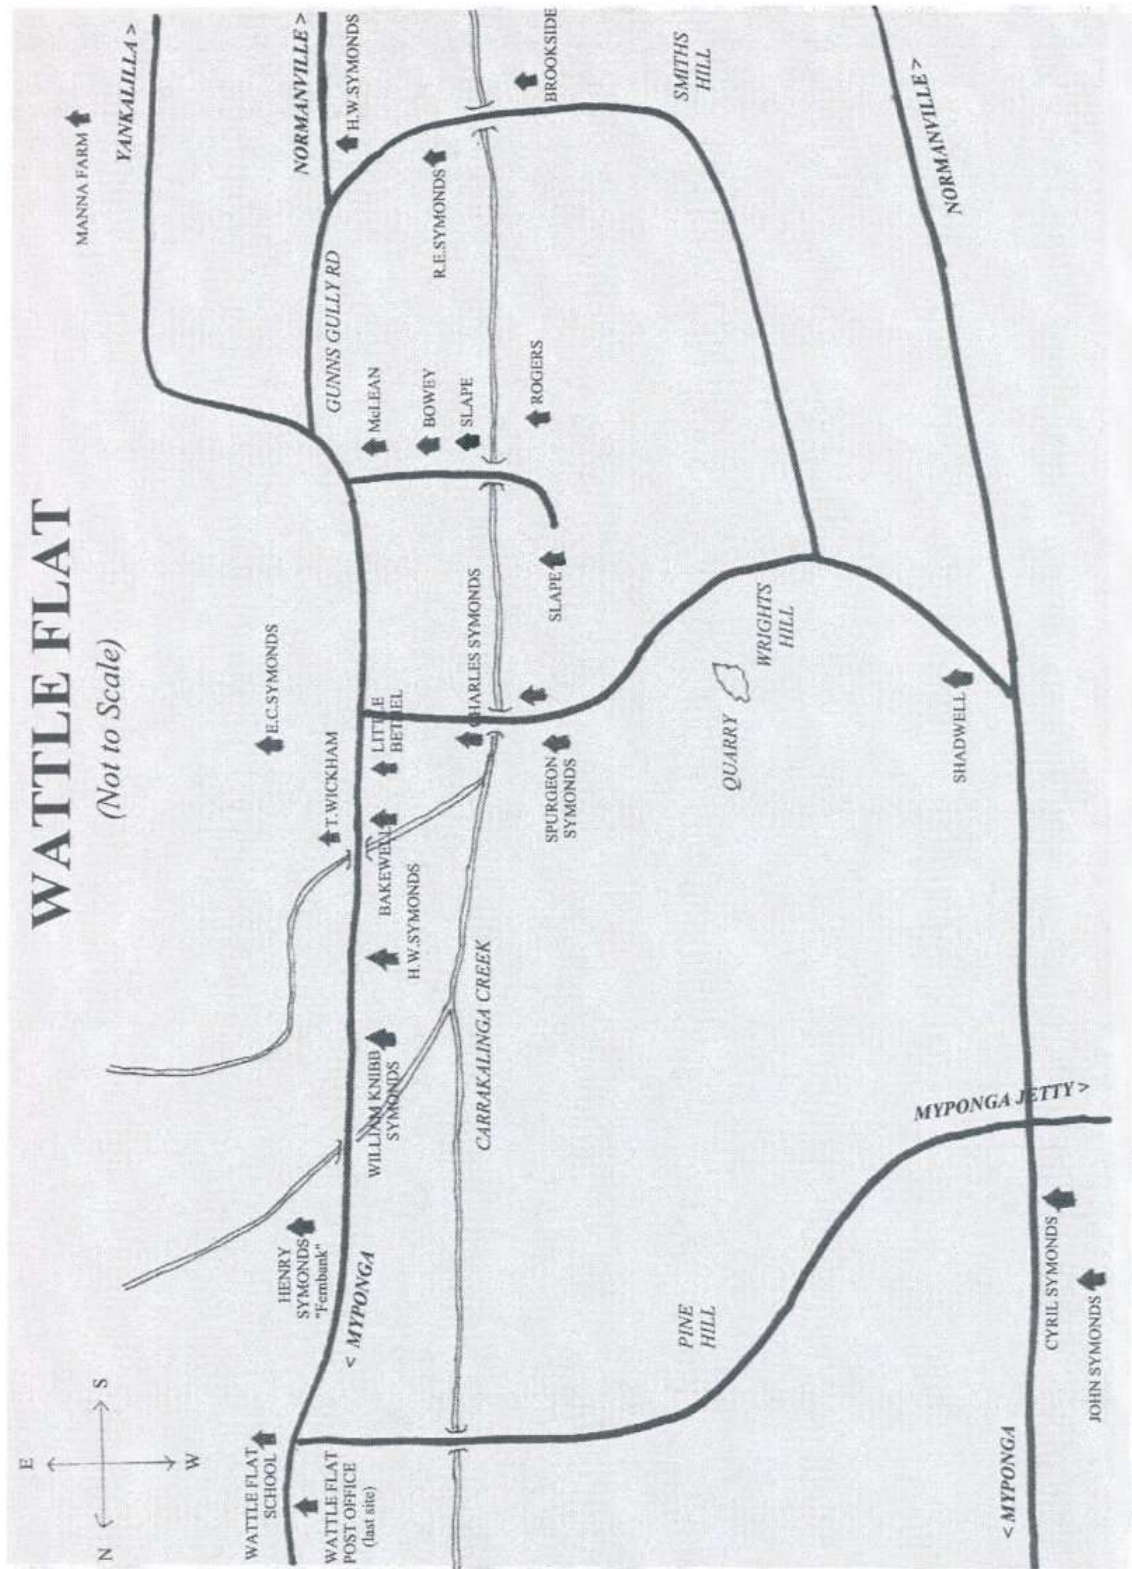 WATTLE FLAT
(Not to Scale)
E
N
S
W
WATTLE FLAT
SCHOOL
WATTLE FLAT
POST OFFICE
(last site)
HENRY
SYMONDS
"Fernbank"
< MYPONGA
WILLIAM KNIBB
SYMONDS
H.W.SYMONDS
BAKEWELL
T.WICKHAM
LITTLE
BETHEL
E.C.SYMONDS
CHARLES SYMONDS
SPURGEON
SYMONDS
CARRAKALINGA CREEK
SLAPE
McLEAN
BOWEY
SLAPE
ROGERS
GUNNS GULLY RD
MANNA FARM
YANKALILLA >
NORMANVILLE >
H.W.SYMONDS
R.E.SYMONDS
BROOKSIDE
SMITHS
HILL
NORMANVILLE >
QUARRY
WRIGHTS
HILL
SHADWELL
PINE
HILL
MYPONGA JETTY >
CYRIL SYMONDS
JOHN SYMONDS
< MYPONGA